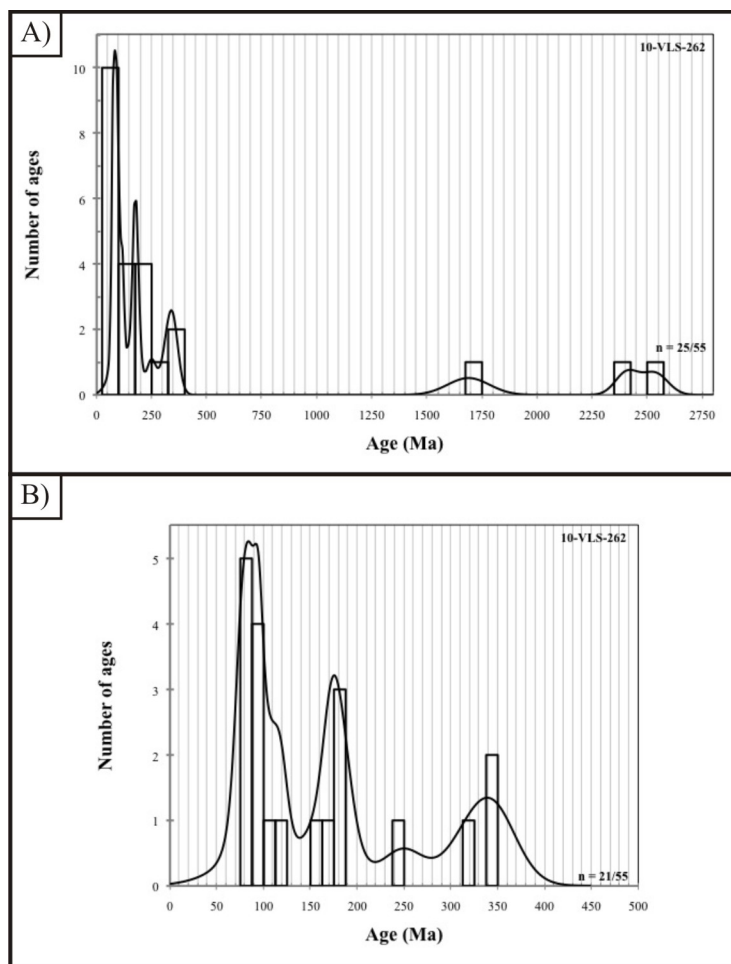 A)
10-VLS-262
10
8
6
4
2
0
Number of ages
n = 25/55
0 250 500 750 1000 1250 1500 1750 2000 2250 2500 2750
Age (Ma)
B)
10-VLS-262
5
4
3
2
1
0
Number of ages
n = 21/55
0 50 100 150 200 250 300 350 400 450 500
Age (Ma)